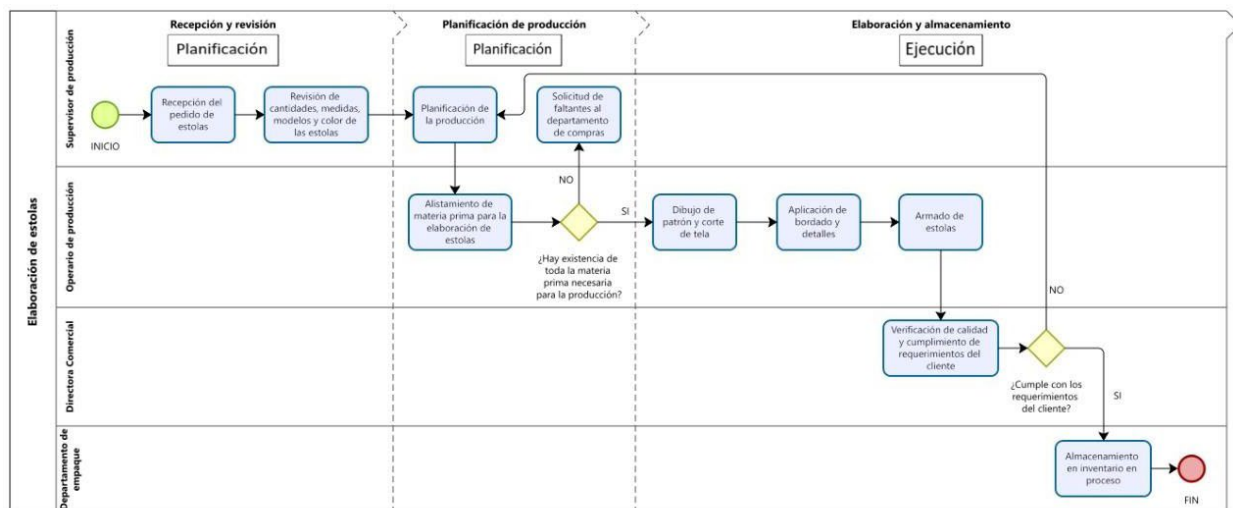 Elaboración de estolas
Recepción y revisión
Planificación de producción
Elaboración y almacenamiento
Planificación
Planificación
Ejecución
Supervisor de producción
INICIO
Recepción del
pedido de
estolas
Revisión de
cantidades, medidas,
modelos y color de
las estolas
Planificación de
la producción
Solicitud de
faltantes al
departamento
de compras
Operario de producción
Alistamiento de
materia prima para la
elaboración de
estolas
NO
SI
¿Hay existencia de
toda la materia
prima necesaria
para la producción?
Dibujo de
patrón y corte
de tela
Aplicación de
bordado y
detalles
Armado de
estolas
NO
Directora Comercial
Verificación de calidad
y cumplimiento de
requerimientos del
cliente
¿Cumple con los
requerimientos
del cliente?
SI
Departamento de
empaque
Almacenamiento
en inventario en
proceso
FIN